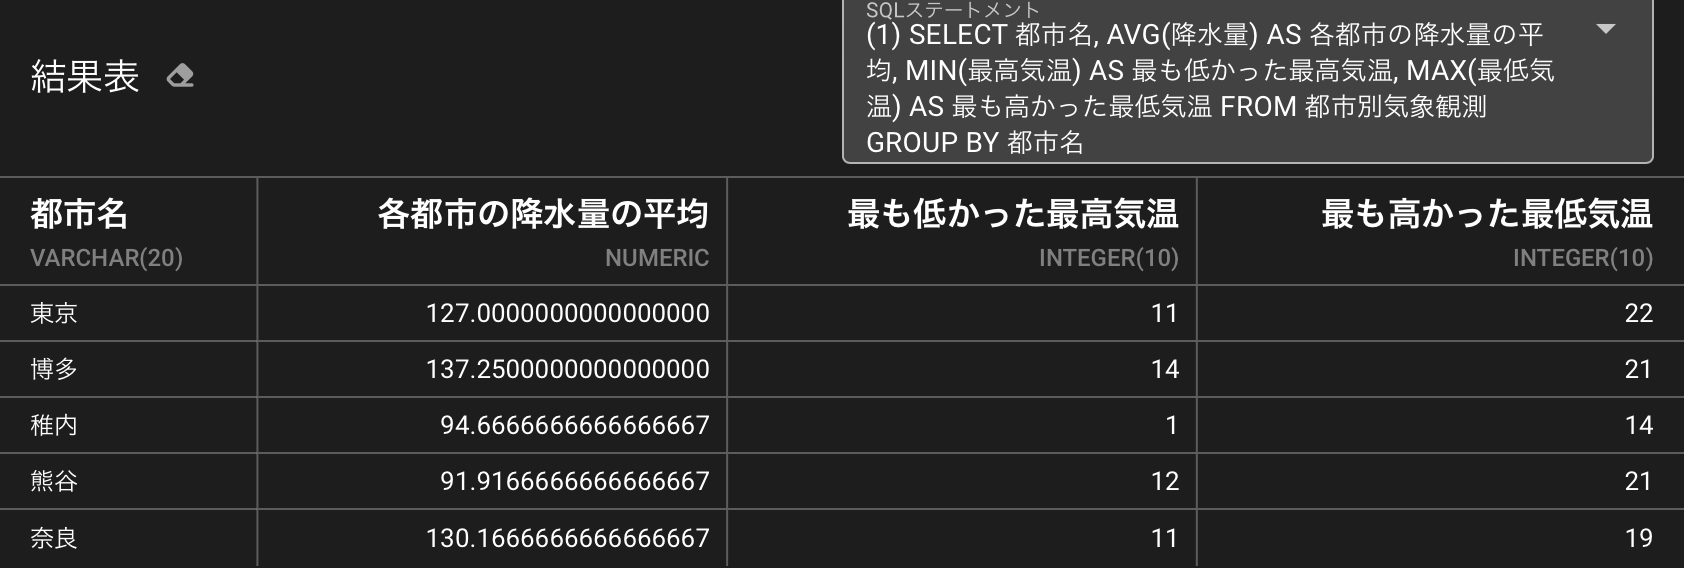 SQLステートメント
(1) SELECT 都市名, AVG(降水量) AS 各都市の降水量の平
均, MIN(最高気温) AS 最も低かった最高気温, MAX(最低気
温) AS 最も高かった最低気温 FROM 都市別気象観測
GROUP BY 都市名
結果表
都市名 各都市の降水量の平均 最も低かった最高気温 最も高かった最低気温
VARCHAR(20) NUMERIC INTEGER(10) INTEGER(10)
東京 127.0000000000000000 11 22
博多 137.2500000000000000 14 21
稚内 94.6666666666666667 1 14
熊谷 91.9166666666666667 12 21
奈良 130.1666666666666667 11 19